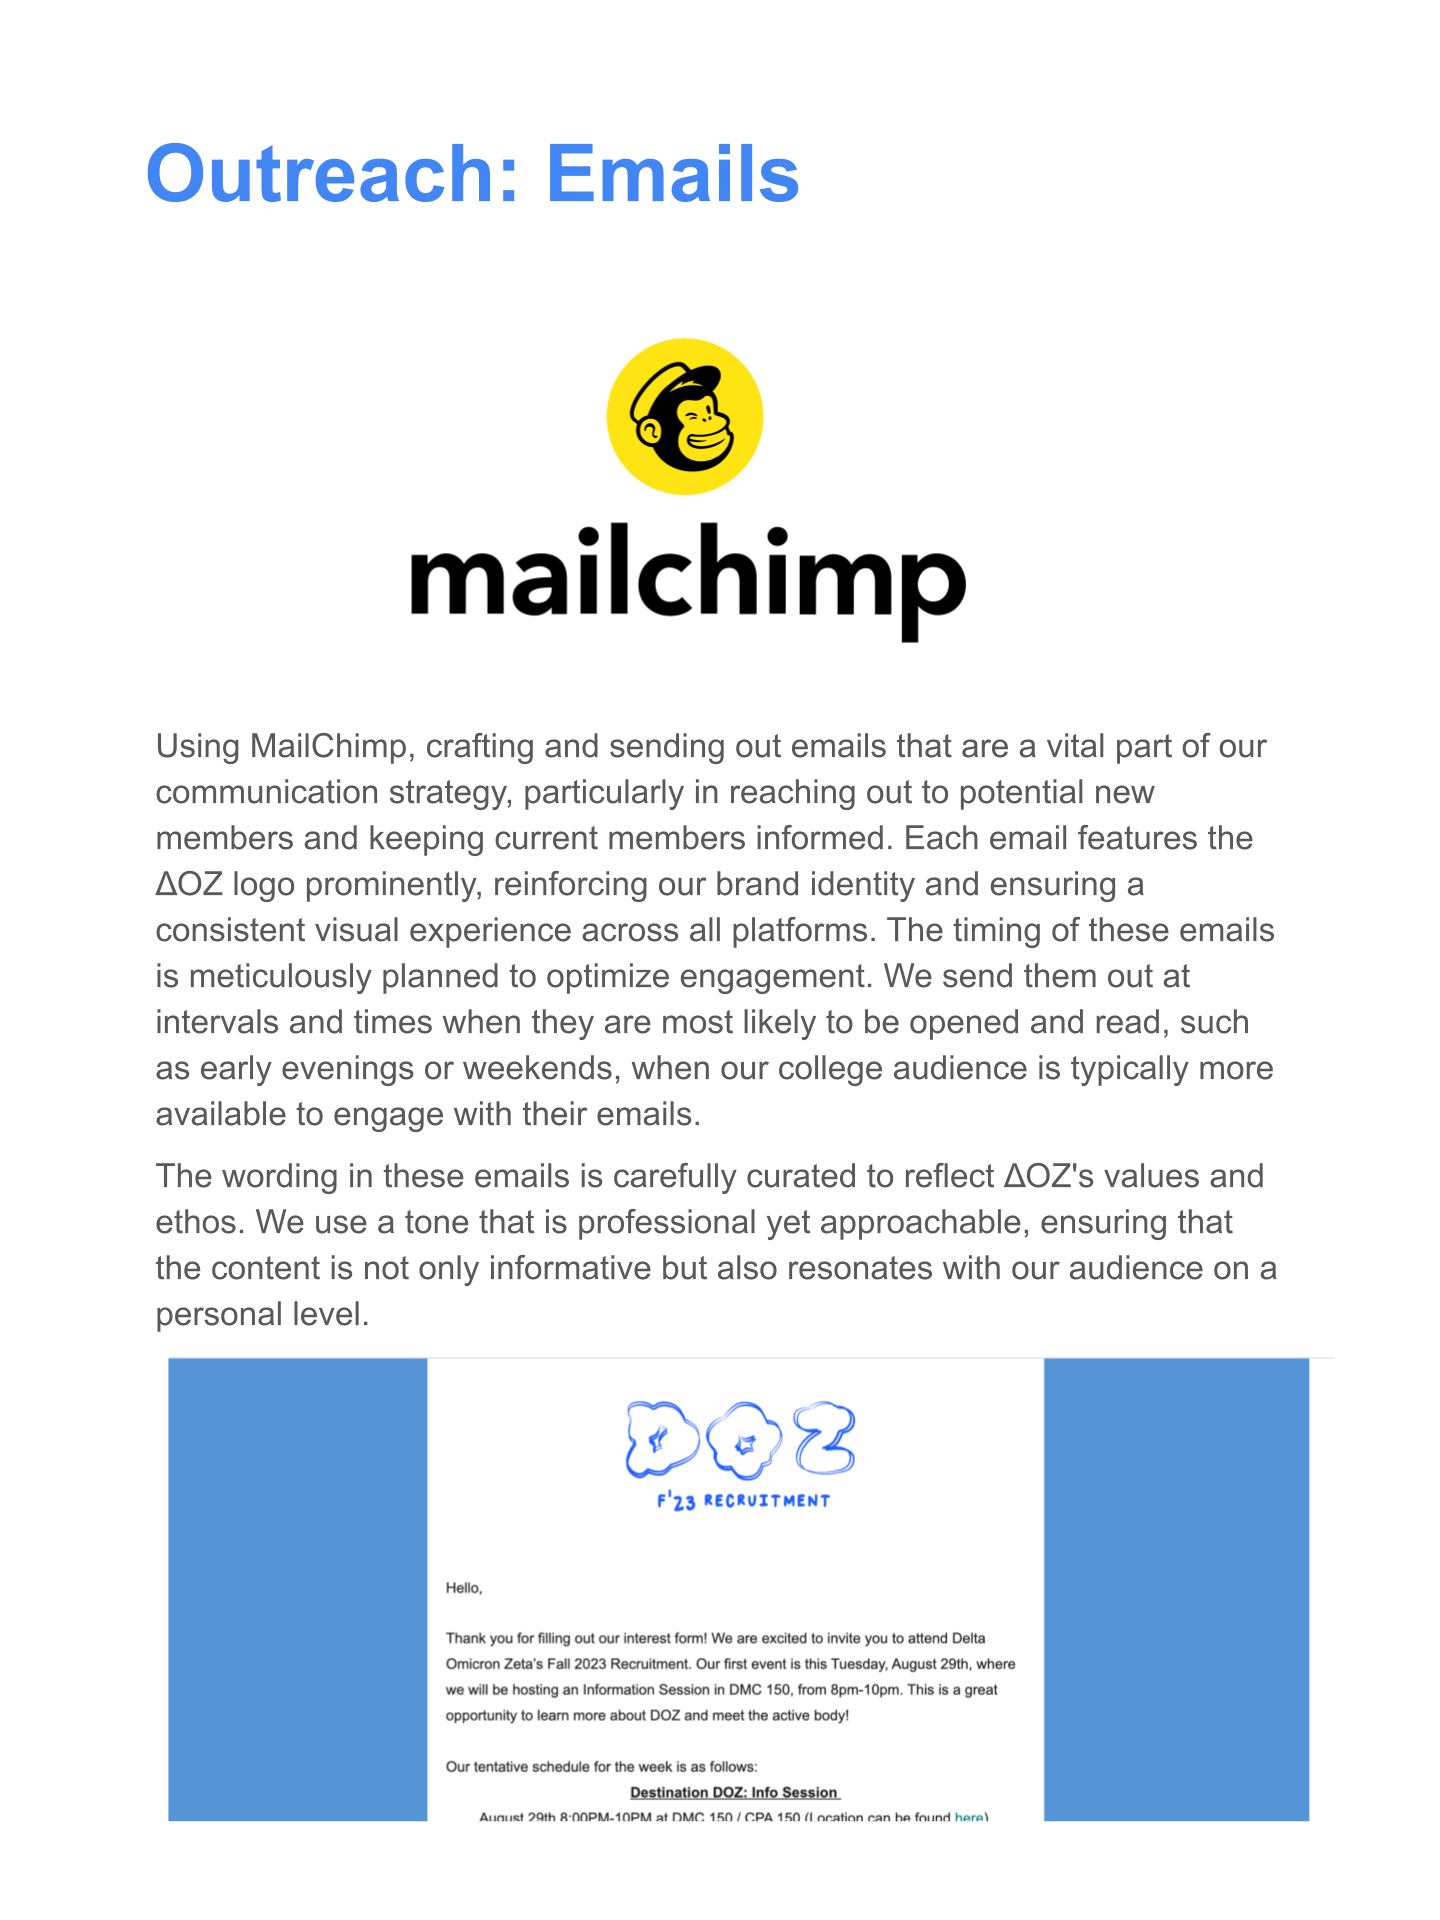 Outreach: Emails
mailchimp
Using MailChimp, crafting and sending out emails that are a vital part of our
communication strategy, particularly in reaching out to potential new
members and keeping current members informed. Each email features the
ΔOZ logo prominently, reinforcing our brand identity and ensuring a
consistent visual experience across all platforms. The timing of these emails
is meticulously planned to optimize engagement. We send them out at
intervals and times when they are most likely to be opened and read, such
as early evenings or weekends, when our college audience is typically more
available to engage with their emails.
The wording in these emails is carefully curated to reflect ΔOZ's values and
ethos. We use a tone that is professional yet approachable, ensuring that
the content is not only informative but also resonates with our audience on a
personal level.
DOZ
F'23 RECRUITMENT
Hello,
Thank you for filling out our interest form! We are excited to invite you to attend Delta
Omicron Zeta’s Fall 2023 Recruitment. Our first event is this Tuesday, August 29th, where
we will be hosting an Information Session in DMC 150, from 8pm-10pm. This is a great
opportunity to learn more about DOZ and meet the active body!
Our tentative schedule for the week is as follows:
Destination DOZ: Info Session
August 29th 8:00PM-10PM at DMC 150 / CPA 150 (Location can be found here)